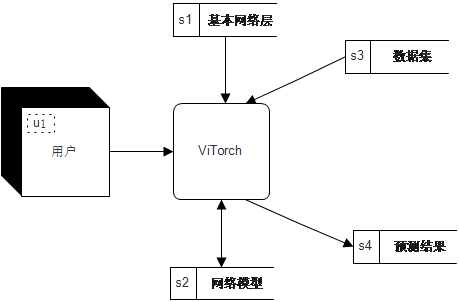 s1 基本网络层
s3 数据集
u1
用户
ViTorch
s4 预测结果
s2 网络模型